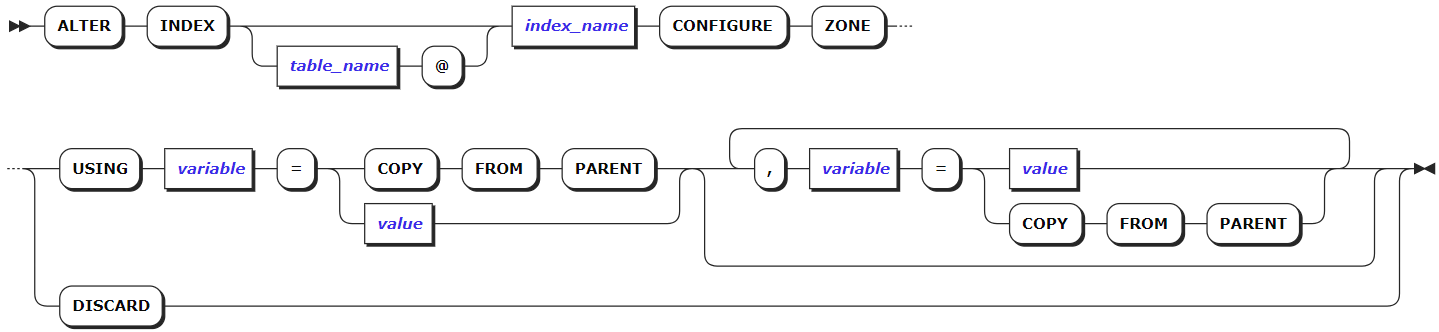 ALTER INDEX index_name CONFIGURE ZONE
table_name @
USING variable = COPY FROM PARENT , variable = value
value COPY FROM PARENT
DISCARD